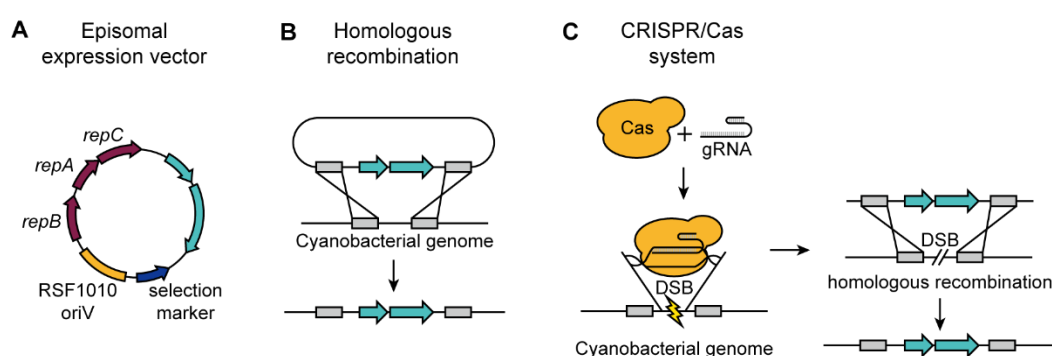 A
Episomal
expression vector
repC
repA
repB
RSF1010
oriV
selection
marker
B
Homologous
recombination
Cyanobacterial genome
C
CRISPR/Cas
system
Cas
+
gRNA
DSB
Cyanobacterial genome
DSB
homologous recombination